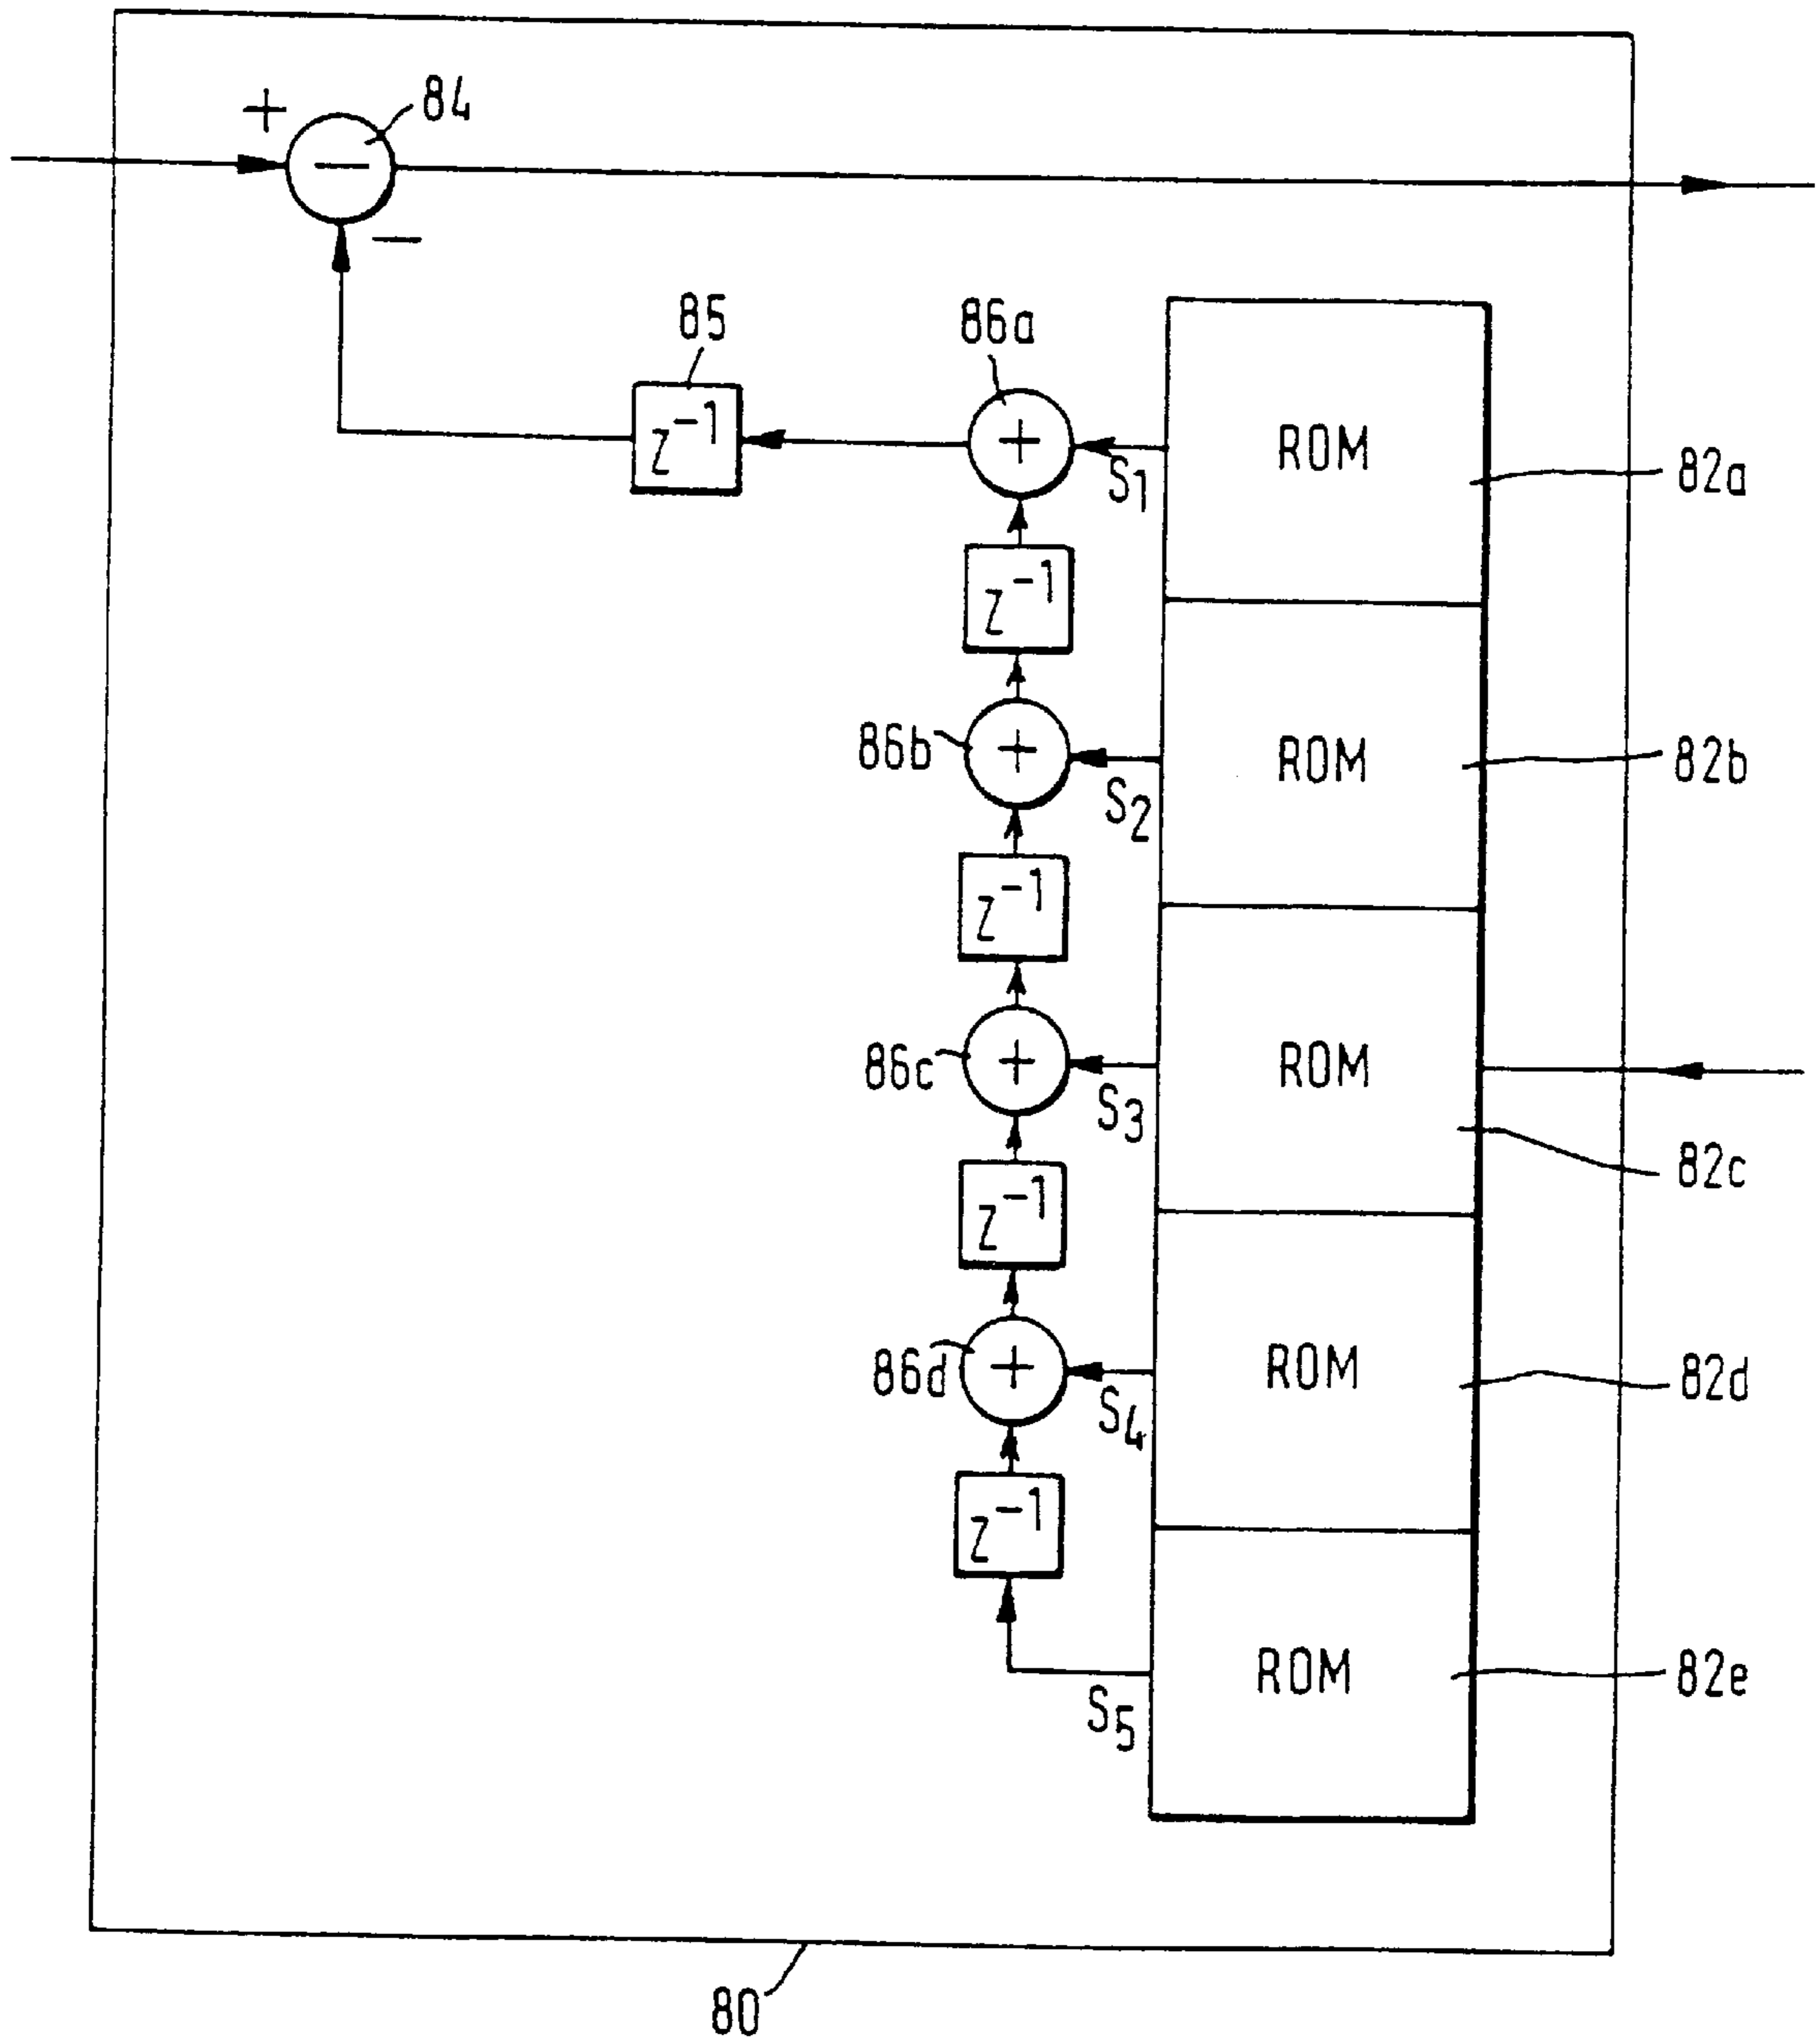 +
84
−
−
85
86a
z⁻¹
+
S₁
ROM
82a
z⁻¹
86b
+
S₂
ROM
82b
z⁻¹
86c
+
S₃
ROM
82c
z⁻¹
86d
+
S₄
ROM
82d
z⁻¹
S₅
ROM
82e
80